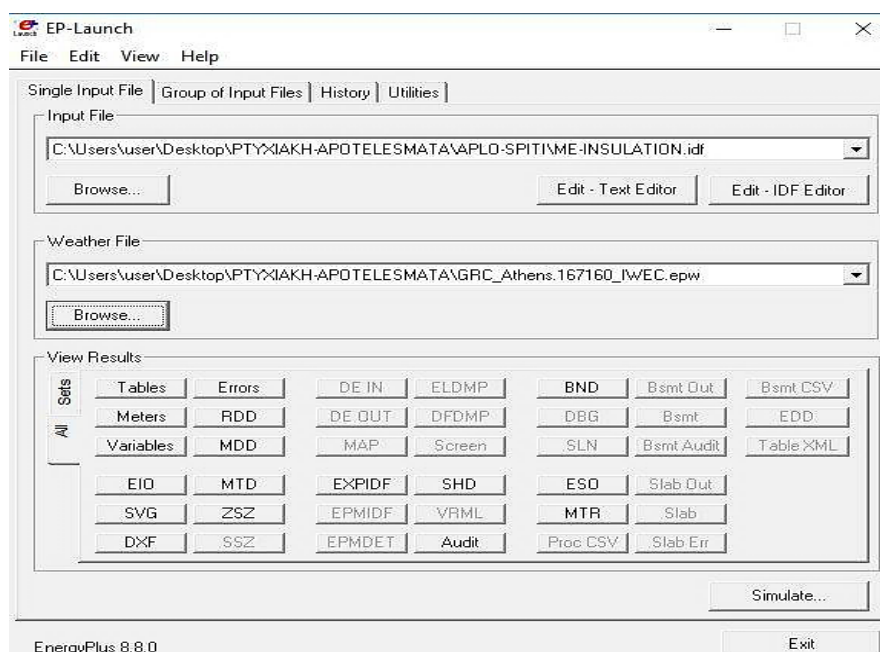 EP-Launch
File Edit View Help
Single Input File Group of Input Files History Utilities
Input File
C:\Users\user\Desktop\PTYXIAKH-APOTELESMATA\APLO-SPITI\ME-INSULATION.idf
Browse... Edit - Text Editor Edit - IDF Editor
Weather File
C:\Users\user\Desktop\PTYXIAKH-APOTELESMATA\GRC_Athens.167160_IWEC.epw
Browse...
View Results
Sets
All
Tables Errors DE IN ELDMP BND Bsmt Out Bsmt CSV
Meters RDD DE OUT DFDMP DBG Bsmt EDD
Variables MDD MAP Screen SLN Bsmt Audit Table XML
EIO MTD EXPIDF SHD ESO Slab Out
SVG ZSZ EPMIDF VRML MTR Slab
DXF SSZ EPMDET Audit Proc CSV Slab Err
Simulate...
EnergyPlus 8.8.0 Exit